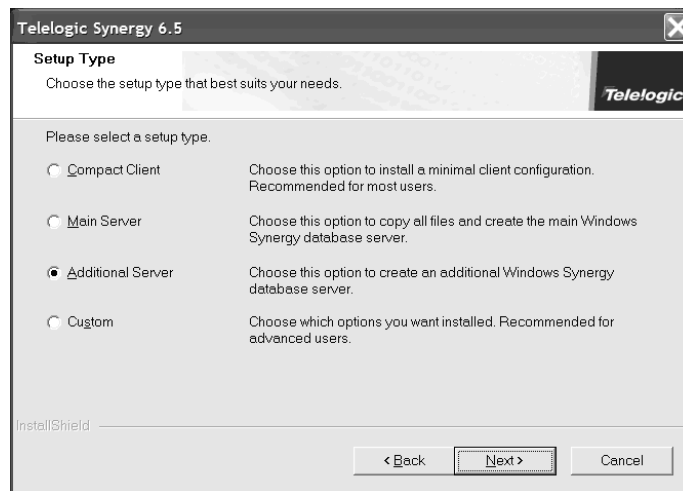 Telelogic Synergy 6.5
Setup Type
Choose the setup type that best suits your needs.
Telelogic
Please select a setup type.
Compact Client
Choose this option to install a minimal client configuration.
Recommended for most users.
Main Server
Choose this option to copy all files and create the main Windows
Synergy database server.
Additional Server
Choose this option to create an additional Windows Synergy
database server.
Custom
Choose which options you want installed. Recommended for
advanced users.
InstallShield
< Back
Next >
Cancel